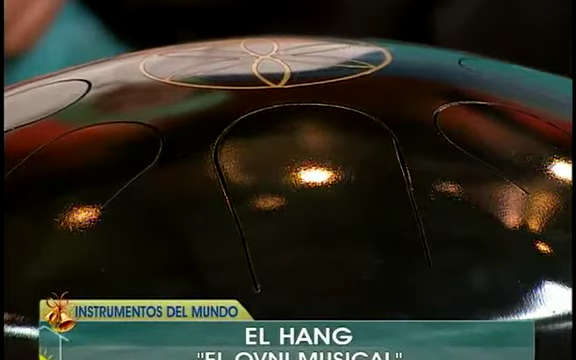 INSTRUMENTOS DEL MUNDO
EL HANG
"EL OVNI MUSICAL"